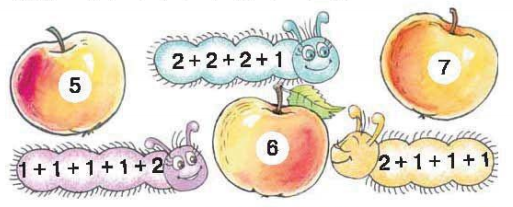 2 + 2 + 2 + 1
5
7
6
1 + 1 + 1 + 1 + 2
2 + 1 + 1 + 1